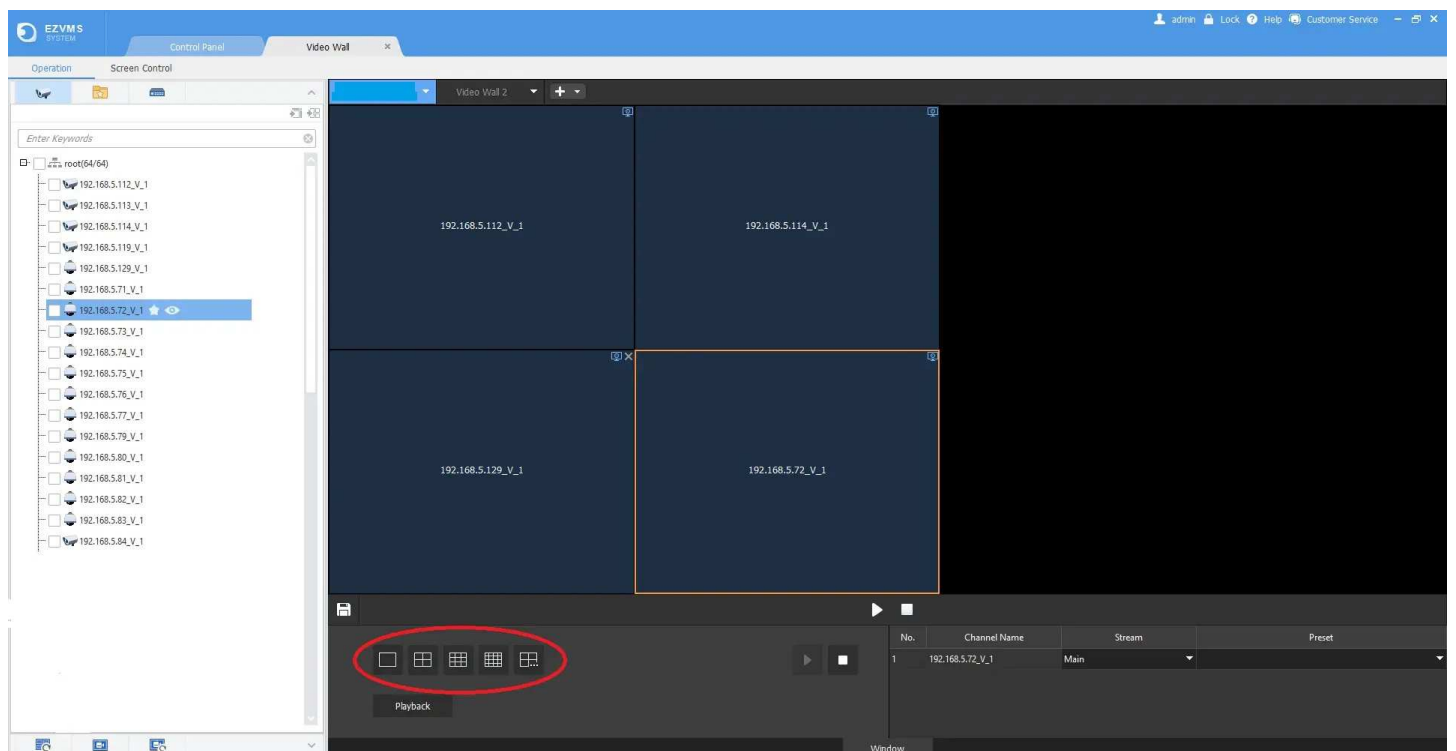 EZVMS
SYSTEM
Control Panel
Video Wall
admin Lock Help Customer Service
Operation Screen Control
Video Wall 2
Enter Keywords
root(64/64)
192.168.5.112_V_1
192.168.5.113_V_1
192.168.5.114_V_1
192.168.5.119_V_1
192.168.5.129_V_1
192.168.5.71_V_1
192.168.5.72_V_1
192.168.5.73_V_1
192.168.5.74_V_1
192.168.5.75_V_1
192.168.5.76_V_1
192.168.5.77_V_1
192.168.5.79_V_1
192.168.5.80_V_1
192.168.5.81_V_1
192.168.5.82_V_1
192.168.5.83_V_1
192.168.5.84_V_1
192.168.5.112_V_1
192.168.5.114_V_1
192.168.5.129_V_1
192.168.5.72_V_1
Playback
No. Channel Name Stream Preset
1 192.168.5.72_V_1 Main
Window